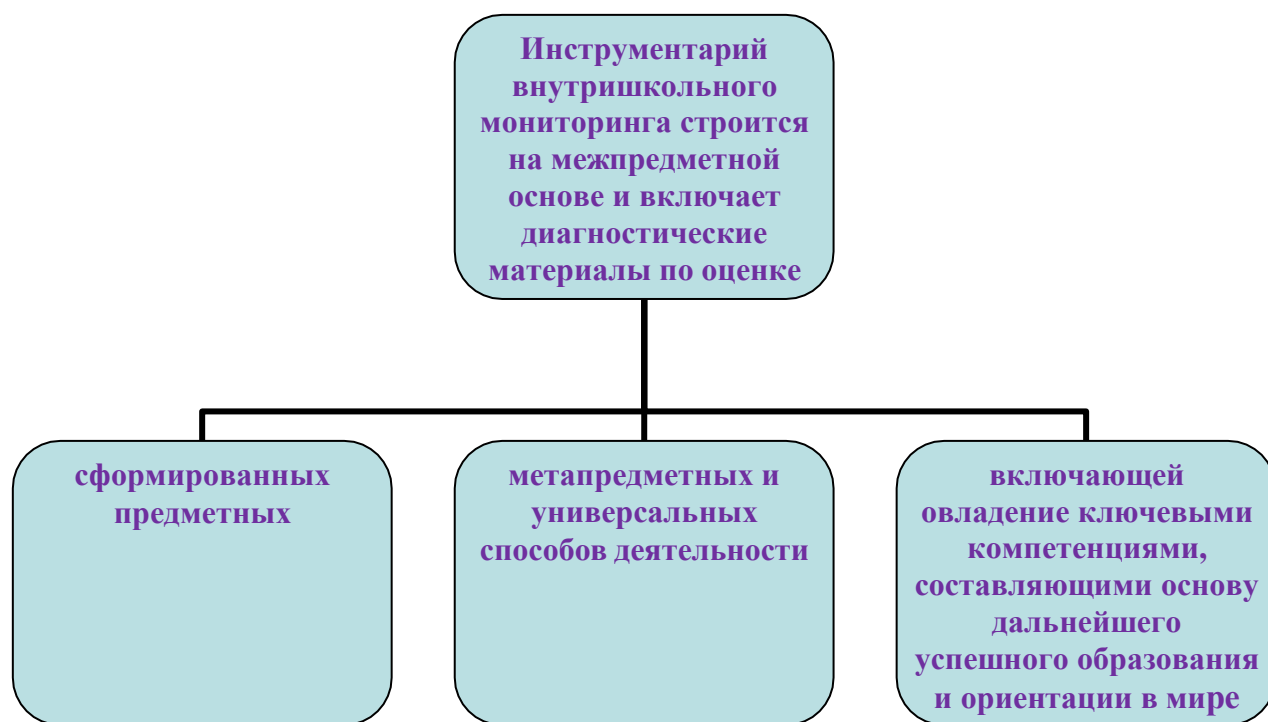 Инструментарий
внутришкольного
мониторинга строится
на межпредметной
основе и включает
диагностические
материалы по оценке
сформированных
предметных
метапредметных и
универсальных
способов деятельности
включающей
овладение ключевыми
компетенциями,
составляющими основу
дальнейшего
успешного образования
и ориентации в мире